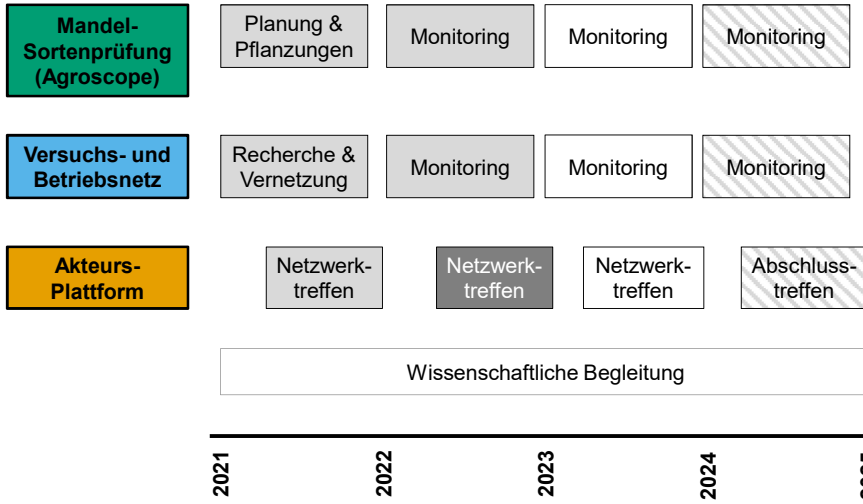 Mandel-
Sortenprüfung
(Agroscope)
Planung &
Pflanzungen
Monitoring
Monitoring
Monitoring
Versuchs- und
Betriebsnetz
Recherche &
Vernetzung
Monitoring
Monitoring
Monitoring
Akteurs-
Plattform
Netzwerk-
treffen
Netzwerk-
treffen
Netzwerk-
treffen
Abschluss-
treffen
Wissenschaftliche Begleitung
2021
2022
2023
2024